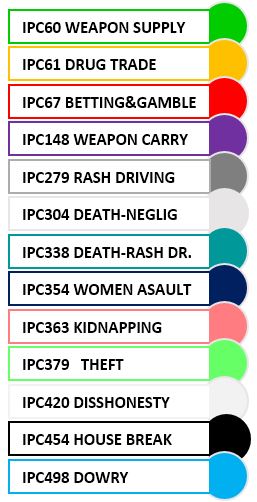 IPC60 WEAPON SUPPLY
IPC61 DRUG TRADE
IPC67 BETTING&GAMBLE
IPC148 WEAPON CARRY
IPC279 RASH DRIVING
IPC304 DEATH-NEGLIG
IPC338 DEATH-RASH DR.
IPC354 WOMEN ASAULT
IPC363 KIDNAPPING
IPC379 THEFT
IPC420 DISSHONESTY
IPC454 HOUSE BREAK
IPC498 DOWRY